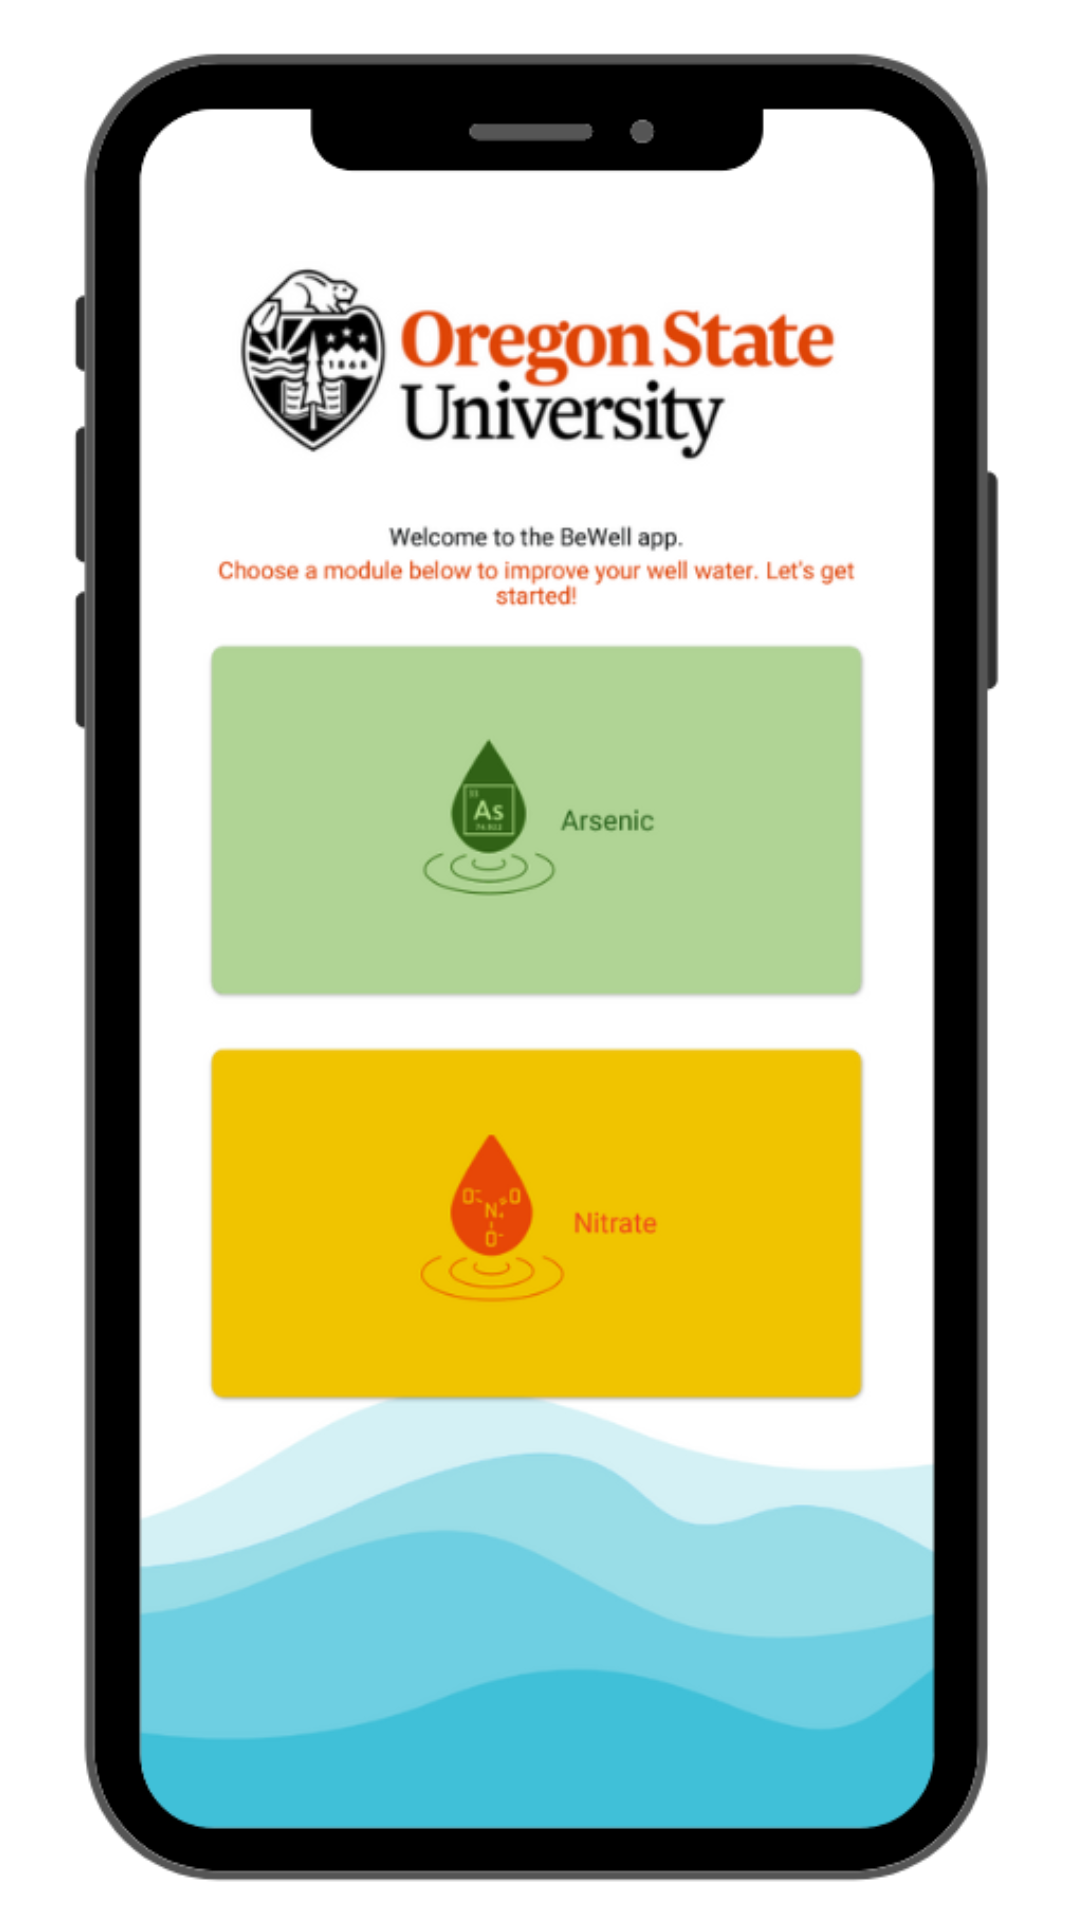 1868
Oregon State
University
Welcome to the BeWell app.
Choose a module below to improve your well water. Let's get
started!
As
Arsenic
O N O
Nitrate
O-